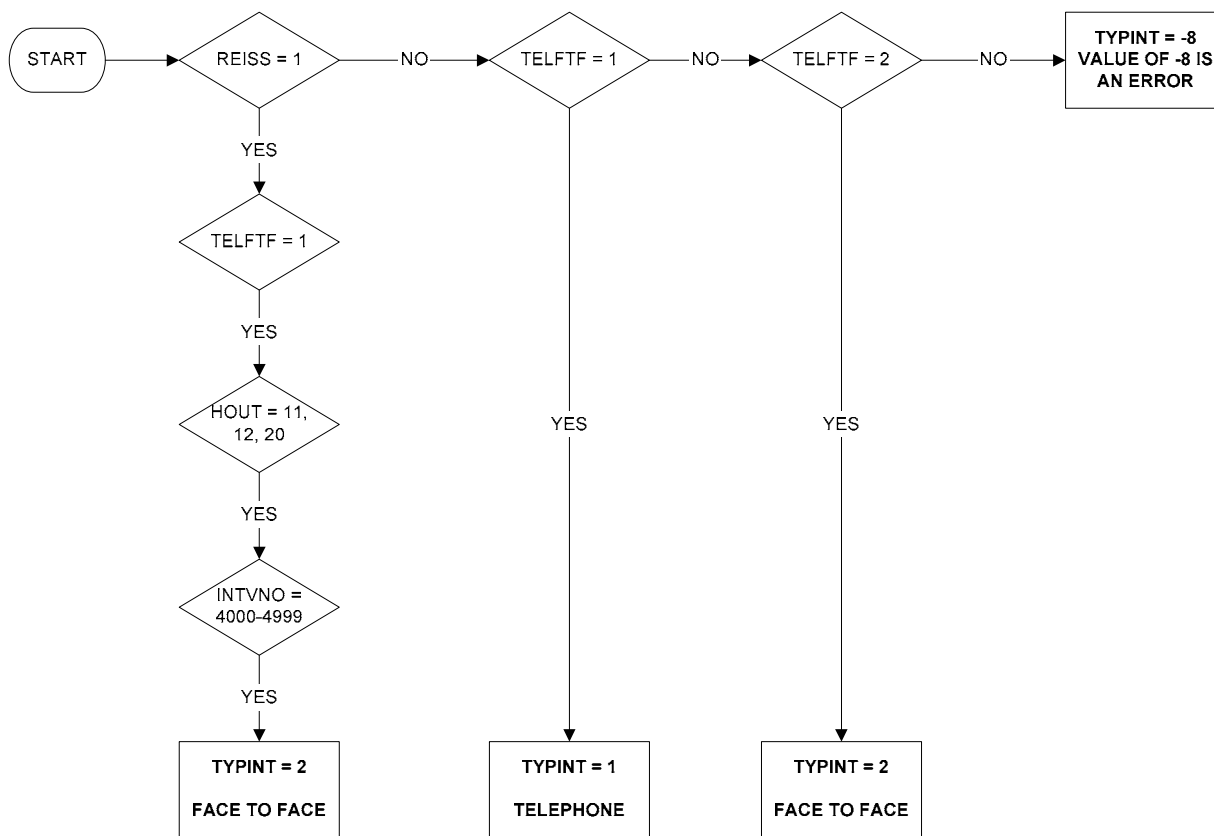 START
REISS = 1
NO
TELFTF = 1
NO
TELFTF = 2
NO
TYPINT = -8
VALUE OF -8 IS
AN ERROR
YES
TELFTF = 1
YES
HOUT = 11,
12, 20
YES
YES
YES
INTVNO =
4000-4999
YES
TYPINT = 2
FACE TO FACE
TYPINT = 1
TELEPHONE
TYPINT = 2
FACE TO FACE